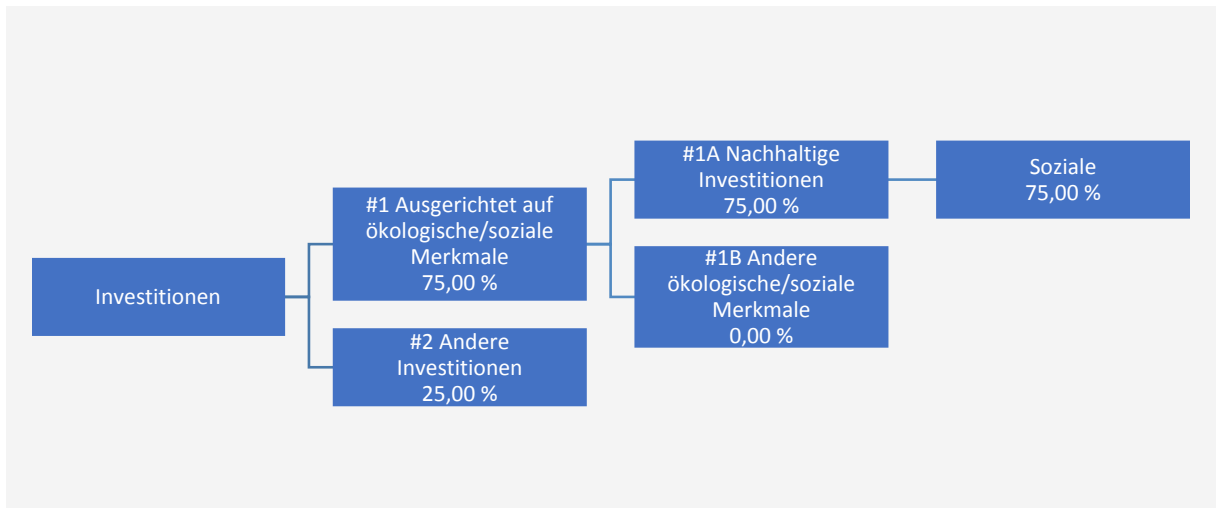 Investitionen
#1 Ausgerichtet auf
ökologische/soziale
Merkmale
75,00 %
#2 Andere
Investitionen
25,00 %
#1A Nachhaltige
Investitionen
75,00 %
#1B Andere
ökologische/soziale
Merkmale
0,00 %
Soziale
75,00 %